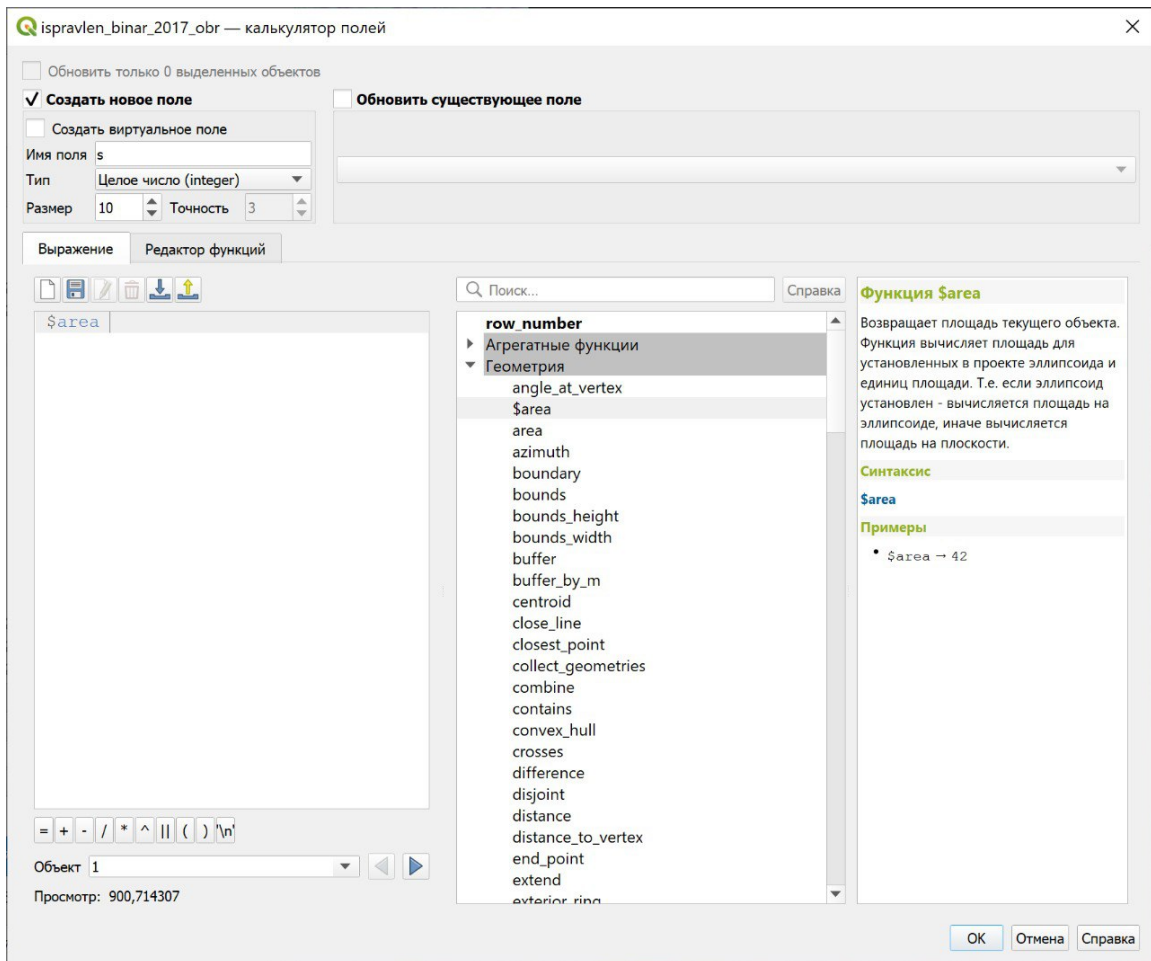 ispravlen_binar_2017_obr — калькулятор полей
Обновить только 0 выделенных объектов
Создать новое поле
Обновить существующее поле
Создать виртуальное поле
Имя поля s
Тип Целое число (integer)
Размер 10 Точность 3
Выражение Редактор функций
$area
Поиск... Справка
row_number
Агрегатные функции
Геометрия
angle_at_vertex
$area
area
azimuth
boundary
bounds
bounds_height
bounds_width
buffer
buffer_by_m
centroid
close_line
closest_point
collect_geometries
combine
contains
convex_hull
crosses
difference
disjoint
distance
distance_to_vertex
end_point
extend
exterior_ring
Функция $area
Возвращает площадь текущего объекта.
Функция вычисляет площадь для
установленных в проекте эллипсоида и
единиц площади. Т.е. если эллипсоид
установлен - вычисляется площадь на
эллипсоиде, иначе вычисляется
площадь на плоскости.
Синтаксис
$area
Примеры
• $area → 42
= + - / * ^ || ( ) '\n'
Объект 1
Просмотр: 900,714307
ОК Отмена Справка